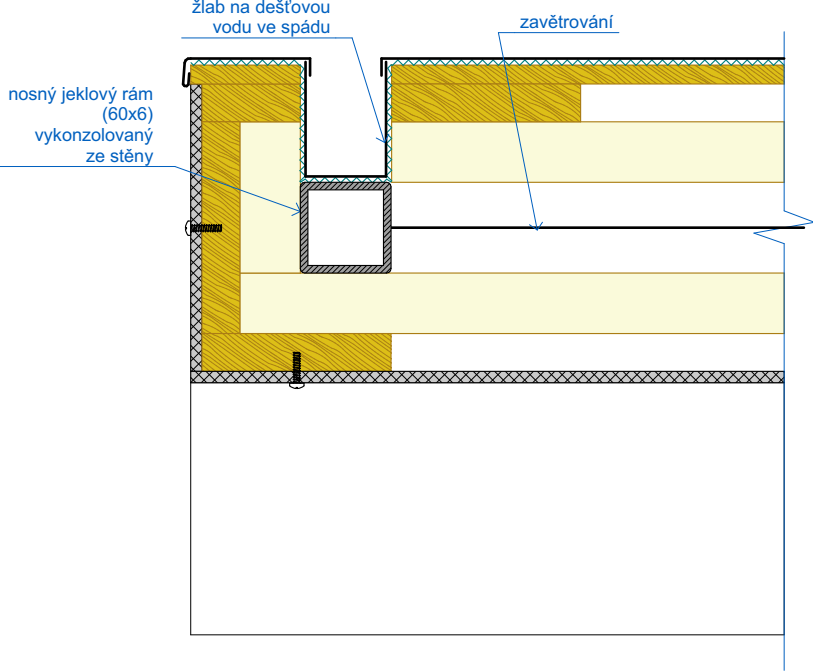 žlab na dešťovou
vodu ve spádu
zavětrování
nosný jeklový rám
(60x6)
vykonzolovaný
ze stěny